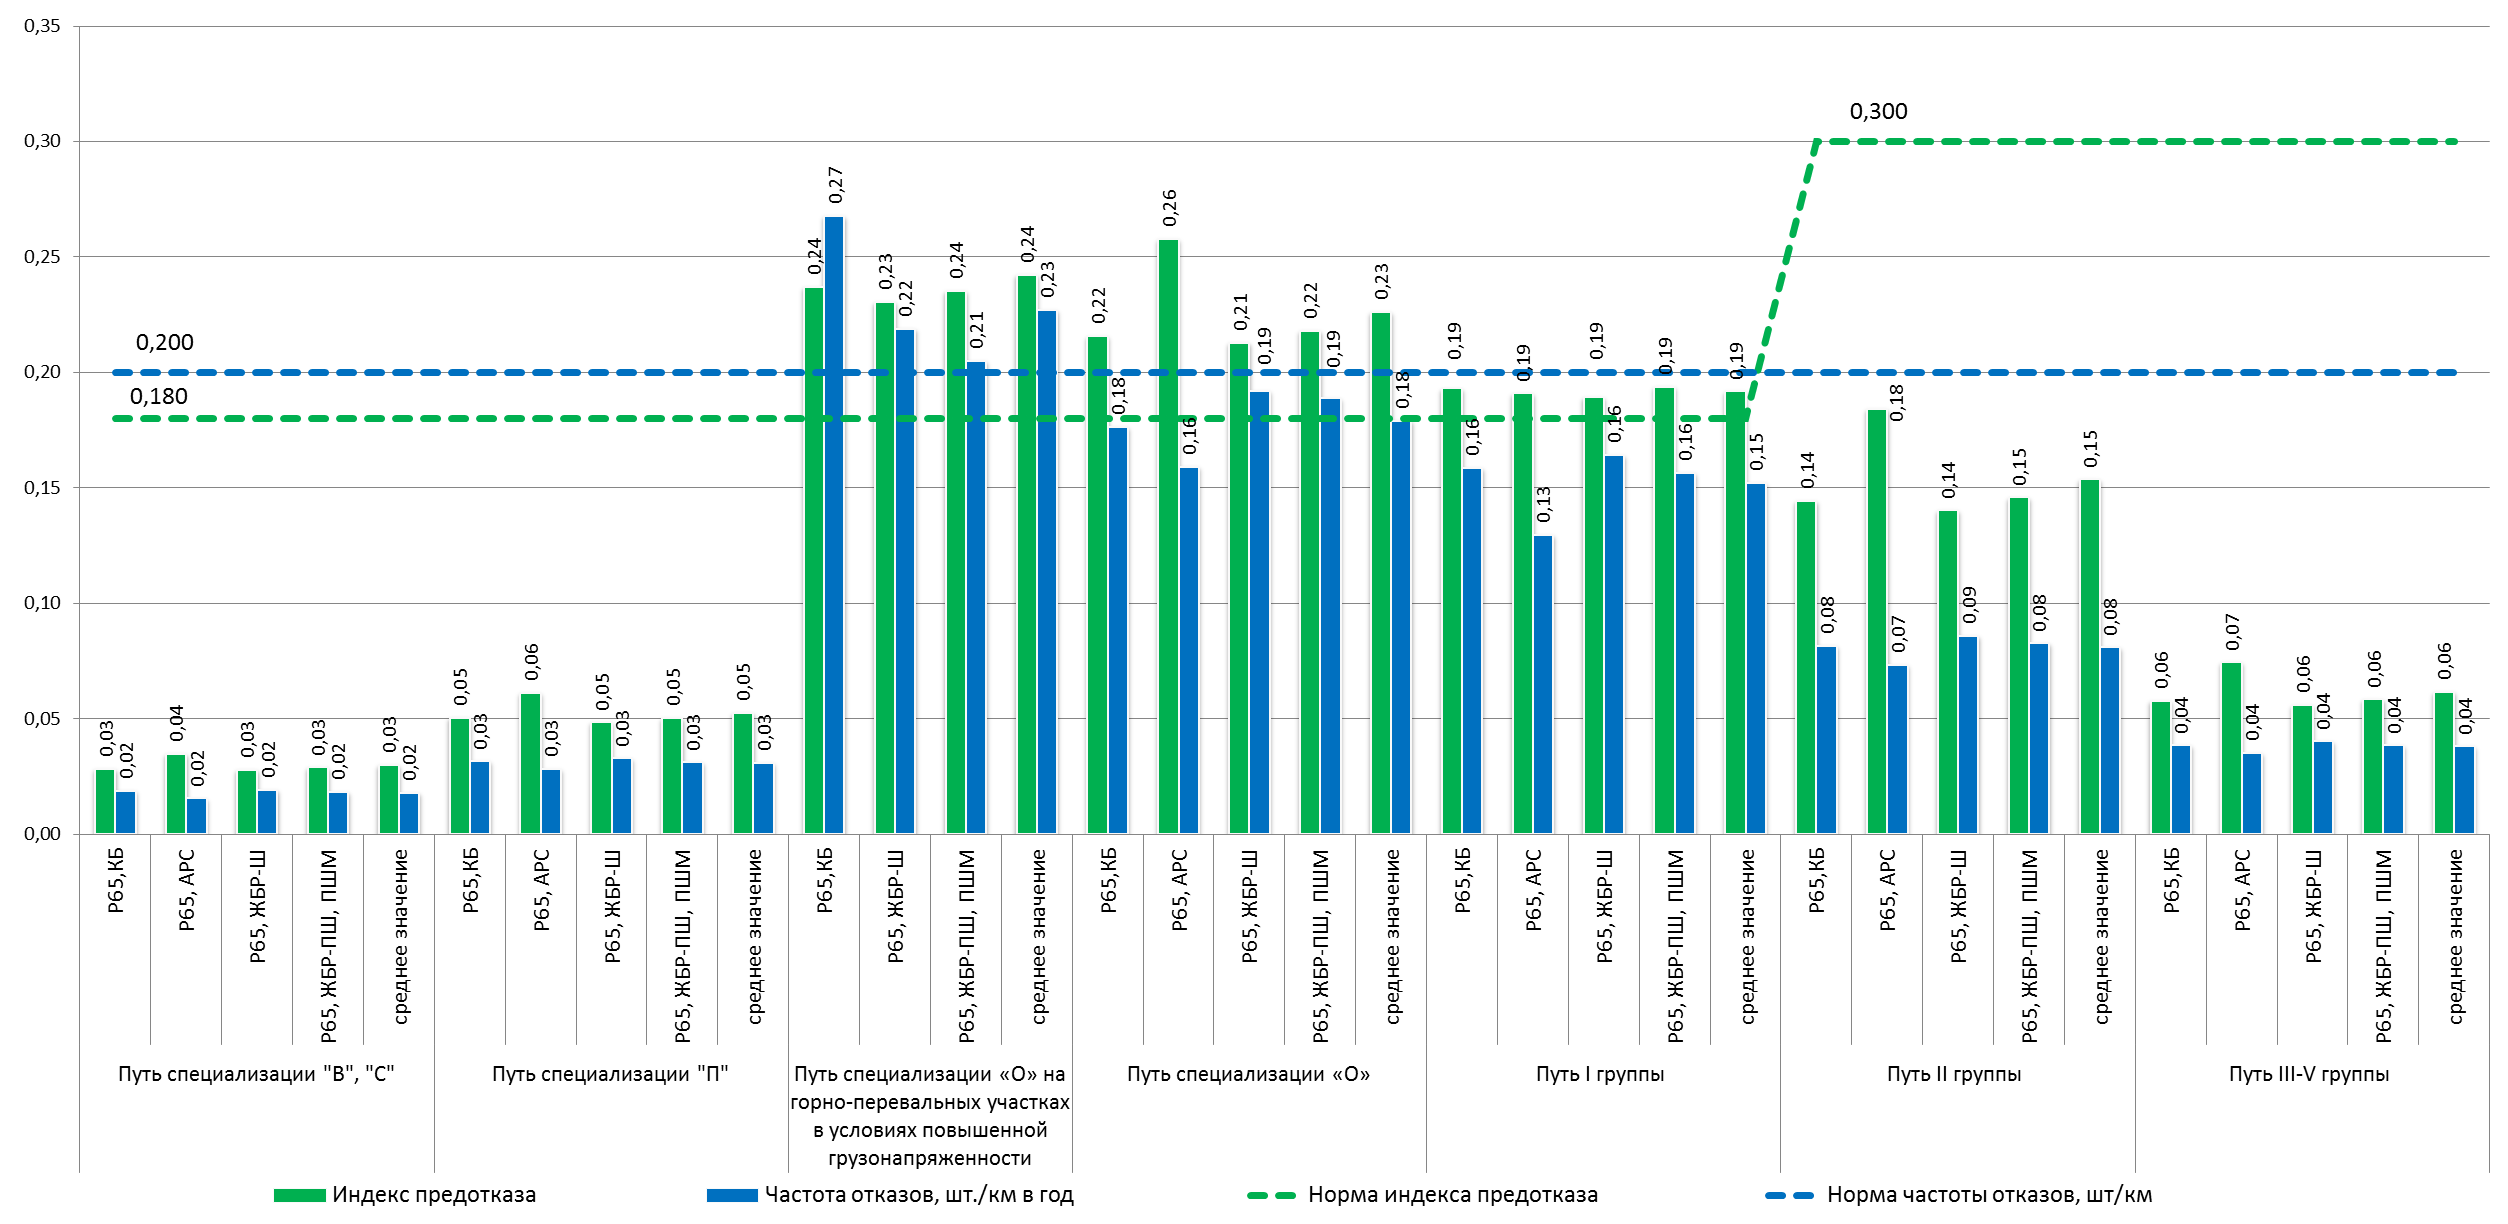 0,35
0,30
0,25
0,20
0,15
0,10
0,05
0,00
0,200
0,180
0,300
0,03
0,02
0,04
0,02
0,03
0,02
0,03
0,02
0,03
0,02
0,05
0,03
0,06
0,03
0,05
0,03
0,05
0,03
0,05
0,03
0,24
0,27
0,23
0,22
0,24
0,21
0,24
0,23
0,22
0,18
0,26
0,16
0,21
0,19
0,22
0,19
0,23
0,18
0,19
0,16
0,19
0,13
0,19
0,16
0,19
0,16
0,19
0,15
0,14
0,08
0,18
0,07
0,14
0,09
0,15
0,08
0,15
0,08
0,06
0,04
0,07
0,04
0,06
0,04
0,06
0,04
0,06
0,04
Р65,КБ
Р65, АРС
Р65, ЖБР-Ш
Р65, ЖБР-ПШ, ПШМ
среднее значение
Р65,КБ
Р65, АРС
Р65, ЖБР-Ш
Р65, ЖБР-ПШ, ПШМ
среднее значение
Р65,КБ
Р65, ЖБР-Ш
Р65, ЖБР-ПШ, ПШМ
среднее значение
Р65,КБ
Р65, АРС
Р65, ЖБР-Ш
Р65, ЖБР-ПШ, ПШМ
среднее значение
Р65,КБ
Р65, АРС
Р65, ЖБР-Ш
Р65, ЖБР-ПШ, ПШМ
среднее значение
Р65,КБ
Р65, АРС
Р65, ЖБР-Ш
Р65, ЖБР-ПШ, ПШМ
среднее значение
Р65,КБ
Р65, АРС
Р65, ЖБР-Ш
Р65, ЖБР-ПШ, ПШМ
среднее значение
Путь специализации "В", "С"
Путь специализации "П"
Путь специализации «О» на
горно-перевальных участках
в условиях повышенной
грузонапряженности
Путь специализации «О»
Путь I группы
Путь II группы
Путь III-V группы
Индекс предотказа
Частота отказов, шт./км в год
Норма индекса предотказа
Норма частоты отказов, шт/км